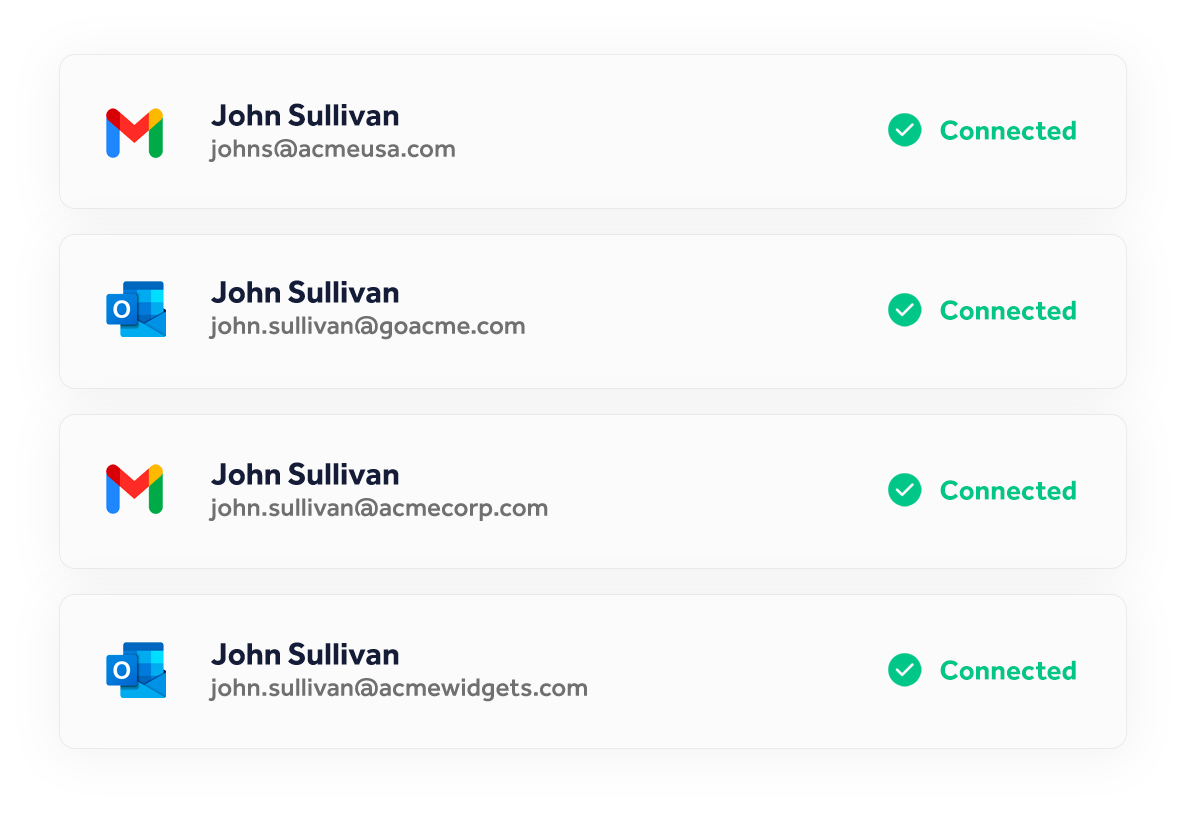 John Sullivan
johns@acmeusa.com
Connected
O
John Sullivan
john.sullivan@goacme.com
Connected
John Sullivan
john.sullivan@acmecorp.com
Connected
O
John Sullivan
john.sullivan@acmewidgets.com
Connected